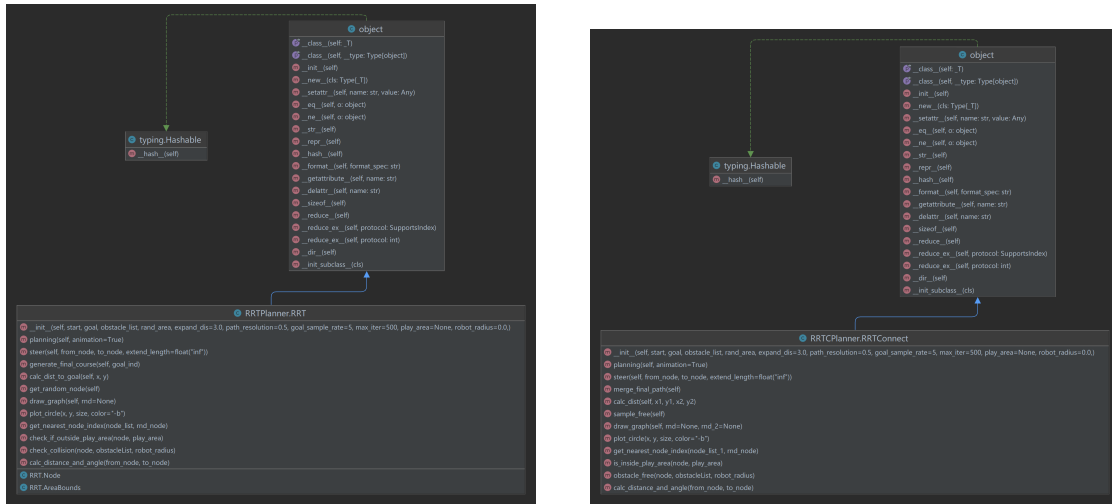 object
__class__(self: _T)
__class__(self, __type: Type[object])
__init__(self)
__new__(cls: Type[_T])
__setattr__(self, name: str, value: Any)
__eq__(self, o: object)
__ne__(self, o: object)
__str__(self)
__repr__(self)
__hash__(self)
__format__(self, format_spec: str)
__getattribute__(self, name: str)
__delattr__(self, name: str)
__sizeof__(self)
__reduce__(self)
__reduce_ex__(self, protocol: SupportsIndex)
__reduce_ex__(self, protocol: int)
__dir__(self)
__init_subclass__(cls)
typing.Hashable
__hash__(self)
RRTPlanner.RRT
__init__(self, start, goal, obstacle_list, rand_area, expand_dis=3.0, path_resolution=0.5, goal_sample_rate=5, max_iter=500, play_area=None, robot_radius=0.0,)
planning(self, animation=True)
steer(self, from_node, to_node, extend_length=float("inf"))
generate_final_course(self, goal_ind)
calc_dist_to_goal(self, x, y)
get_random_node(self)
draw_graph(self, rnd=None)
plot_circle(x, y, size, color="-b")
get_nearest_node_index(node_list, rnd_node)
check_if_outside_play_area(node, play_area)
check_collision(node, obstacleList, robot_radius)
calc_distance_and_angle(from_node, to_node)
RRT.Node
RRT.AreaBounds
object
__class__(self: _T)
__class__(self, __type: Type[object])
__init__(self)
__new__(cls: Type[_T])
__setattr__(self, name: str, value: Any)
__eq__(self, o: object)
__ne__(self, o: object)
__str__(self)
__repr__(self)
__hash__(self)
__format__(self, format_spec: str)
__getattribute__(self, name: str)
__delattr__(self, name: str)
__sizeof__(self)
__reduce__(self)
__reduce_ex__(self, protocol: SupportsIndex)
__reduce_ex__(self, protocol: int)
__dir__(self)
__init_subclass__(cls)
typing.Hashable
__hash__(self)
RRTCPlanner.RRTConnect
__init__(self, start, goal, obstacle_list, rand_area, expand_dis=3.0, path_resolution=0.5, goal_sample_rate=5, max_iter=500, play_area=None, robot_radius=0.0,)
planning(self, animation=True)
steer(self, from_node, to_node, extend_length=float("inf"))
merge_final_path(self)
calc_dist(self, x1, y1, x2, y2)
sample_free(self)
draw_graph(self, rnd=None, rnd_2=None)
plot_circle(x, y, size, color="-b")
get_nearest_node_index(node_list_1, rnd_node)
is_inside_play_area(node, play_area)
obstacle_free(node, obstacleList, robot_radius)
calc_distance_and_angle(from_node, to_node)